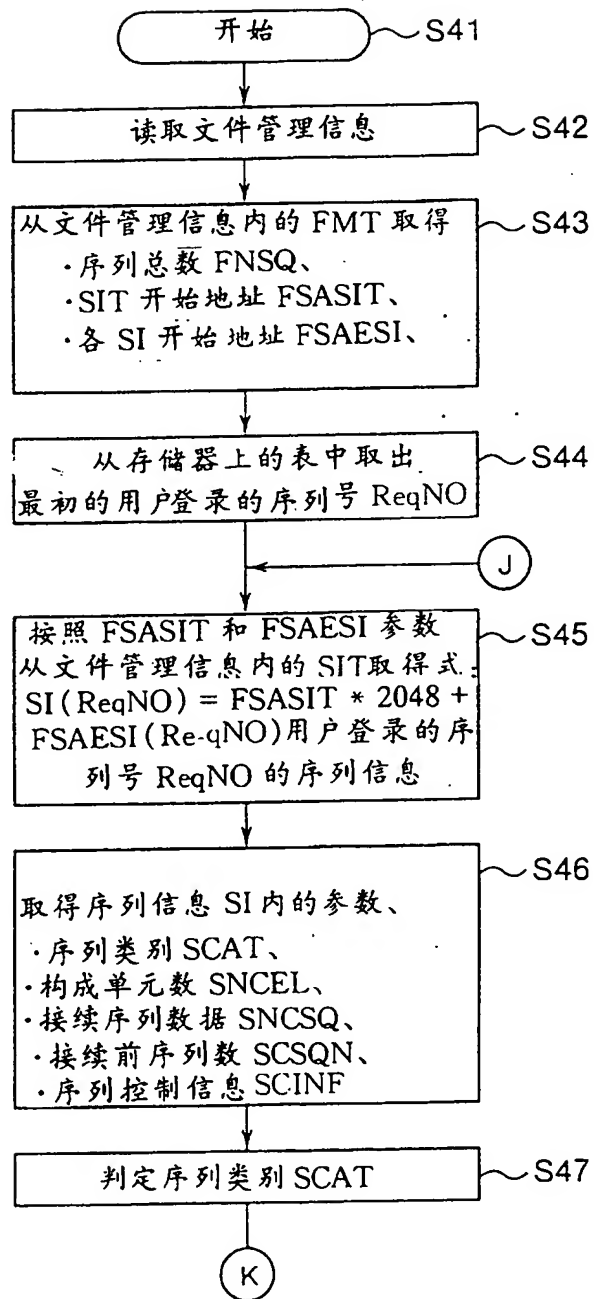 开始
S41
读取文件管理信息
S42
从文件管理信息内的 FMT 取得
·序列总数 FNSQ、
·SIT 开始地址 FSASIT、
·各 SI 开始地址 FSAESI、
S43
从存储器上的表中取出
最初的用户登录的序列号 ReqNO
S44
J
按照 FSASIT 和 FSAESI 参数
从文件管理信息内的 SIT取得式:
SI(ReqNO) = FSASIT * 2048 +
FSAESI(Re-qNO)用户登录的序
列号 ReqNO 的序列信息
S45
取得序列信息 SI 内的参数、
·序列类别 SCAT、
·构成单元数 SNCEL、
·接续序列数据 SNCSQ、
·接续前序列数 SCSQN、
·序列控制信息 SCINF
S46
判定序列类别 SCAT
S47
K